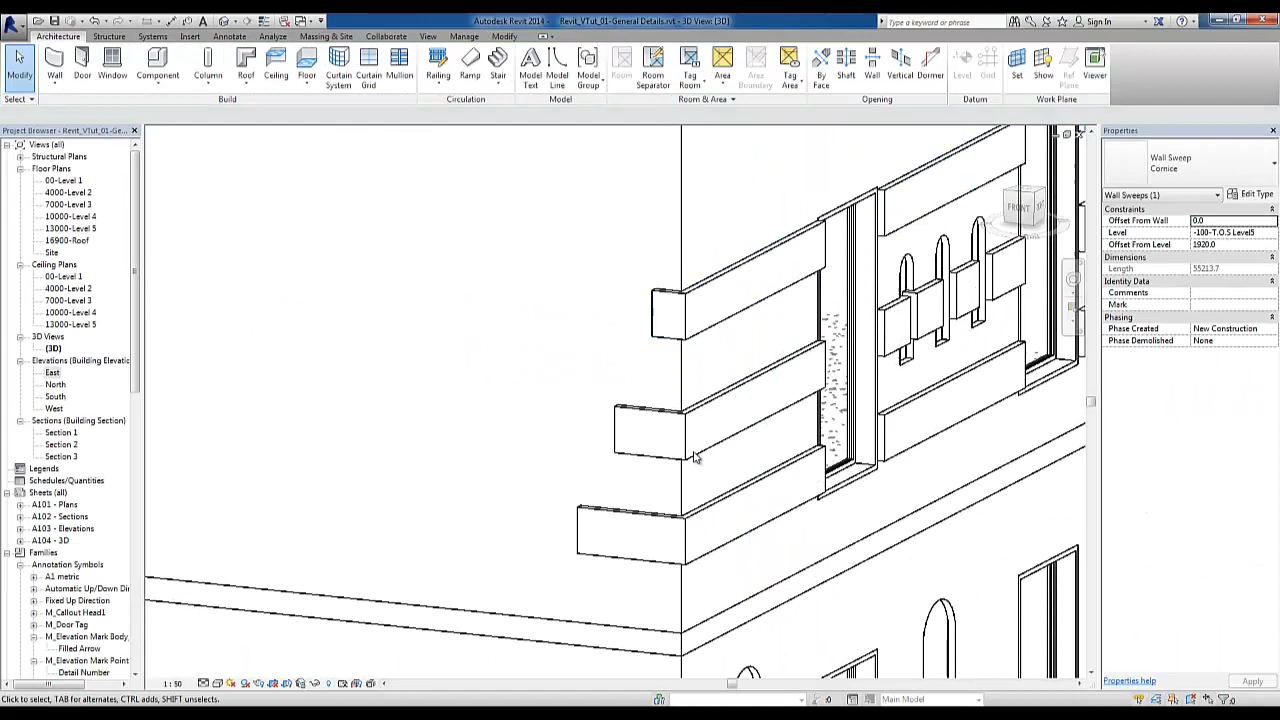 Autodesk Revit 2014 - Revit_VTut_01-General Details.rvt - 3D View: {3D}
Type a keyword or phrase
Sign In
Architecture Structure Systems Insert Annotate Analyze Massing & Site Collaborate View Manage Modify
Modify Wall Door Window Component Column Roof Ceiling Floor Curtain System Curtain Grid Mullion Railing Ramp Stair Model Text Model Line Model Group Room Room Separator Tag Room Area Area Boundary Tag Area By Face Shaft Wall Vertical Dormer Level Grid Set Show Ref Plane Viewer
Select Build Circulation Model Room & Area Opening Datum Work Plane
Project Browser - Revit_VTut_01-Ge...
Views (all)
Structural Plans
Floor Plans
00-Level 1
4000-Level 2
7000-Level 3
10000-Level 4
13000-Level 5
16900-Roof
Site
Ceiling Plans
00-Level 1
4000-Level 2
7000-Level 3
10000-Level 4
13000-Level 5
3D Views
{3D}
Elevations (Building Elevatic
East
North
South
West
Sections (Building Section)
Section 1
Section 2
Section 3
Legends
Schedules/Quantities
Sheets (all)
A101 - Plans
A102 - Sections
A103 - Elevations
A104 - 3D
Families
Annotation Symbols
A1 metric
Automatic Up/Down Di
Fixed Up Direction
M_Callout Head1
M_Door Tag
M_Elevation Mark Body_
Filled Arrow
M_Elevation Mark Point
Detail Number
FRONT
Properties
Wall Sweep
Cornice
Wall Sweeps (1) Edit Type
Constraints
Offset From Wall 0.0
Level -100-T.O.S Level5
Offset From Level 1920.0
Dimensions
Length 55213.7
Identity Data
Comments
Mark
Phasing
Phase Created New Construction
Phase Demolished None
Properties help Apply
1 : 50
Click to select, TAB for alternates, CTRL adds, SHIFT unselects.
:0 Main Model :0